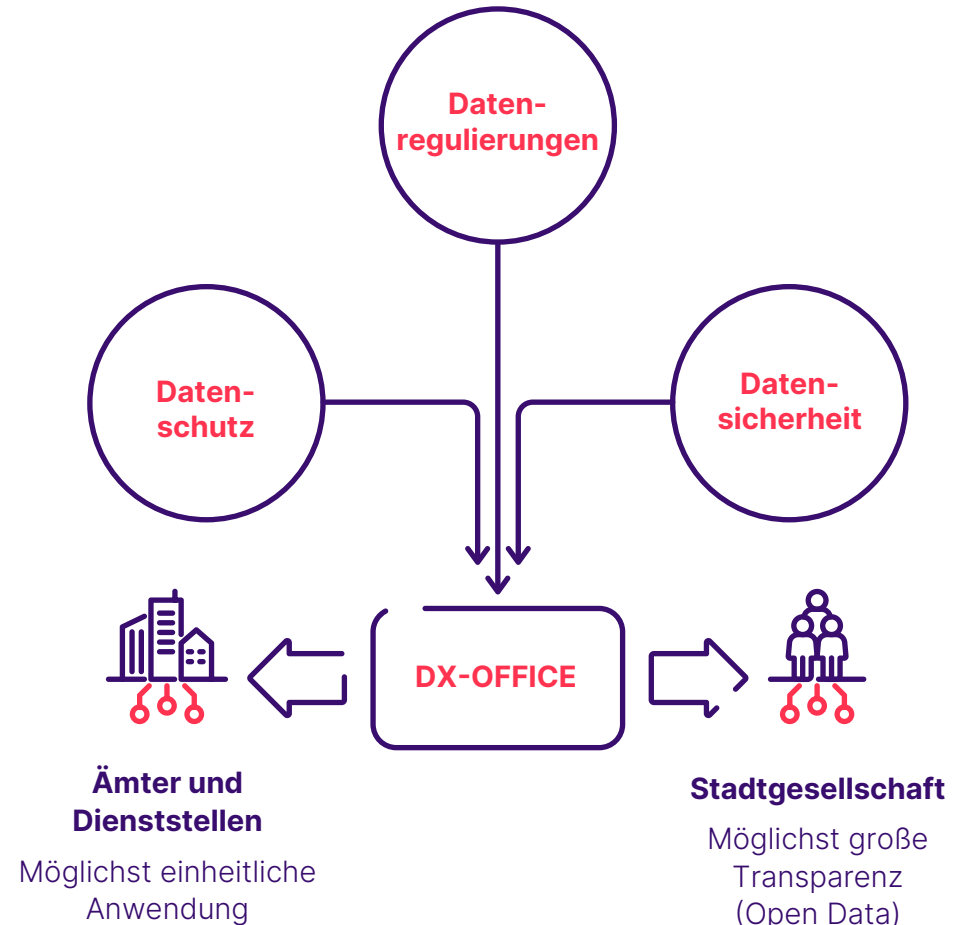 Daten-
regulierungen
Daten-
schutz
Daten-
sicherheit
DX-OFFICE
Ämter und
Dienststellen
Möglichst einheitliche
Anwendung
Stadtgesellschaft
Möglichst große
Transparenz
(Open Data)